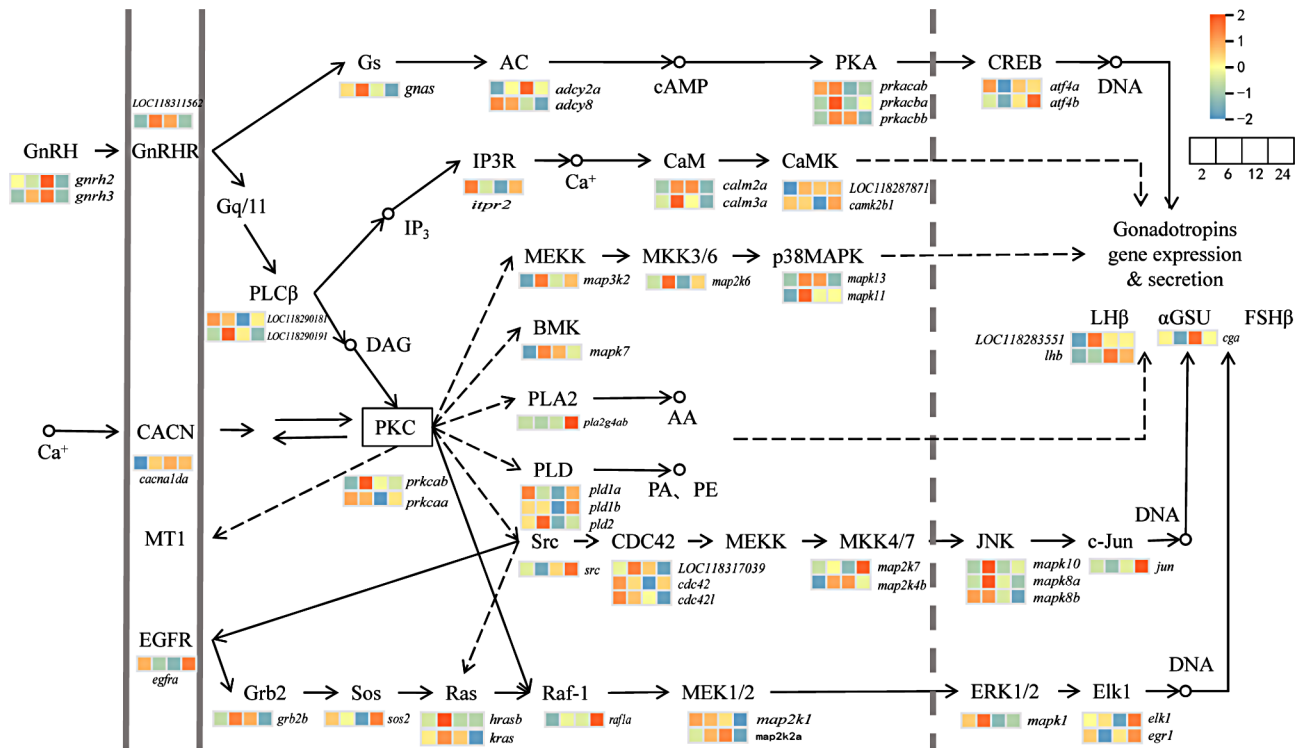 Gs
AC
cAMP
PKA
CREB
DNA
2
1
0
−1
−2
2 6 12 24
gnas
adcy2a
adcy8
prkacab
prkacba
prkacbb
atf4a
atf4b
LOC118311562
GnRH
GnRHR
gnrh2
gnrh3
Gq/11
IP3R
Ca⁺
CaM
CaMK
itpr2
calm2a
calm3a
LOC118287871
camk2b1
IP₃
PLCβ
LOC118290181
LOC118290191
DAG
MEKK
MKK3/6
p38MAPK
map3k2
map2k6
mapk13
mapk11
Gonadotropins
gene expression
& secretion
BMK
mapk7
LHβ
αGSU
FSHβ
LOC118283551
lhb
cga
PLA2
AA
pla2g4ab
Ca⁺
CACN
cacna1da
PKC
prkcab
prkcaa
PLD
PA、PE
pld1a
pld1b
pld2
MT1
Src
CDC42
MEKK
MKK4/7
JNK
c-Jun
DNA
src
LOC118317039
cdc42
cdc42l
map2k7
map2k4b
mapk10
mapk8a
mapk8b
jun
EGFR
egfra
Grb2
Sos
Ras
Raf-1
MEK1/2
ERK1/2
Elk1
DNA
grb2b
sos2
hrasb
kras
raf1a
map2k1
map2k2a
mapk1
elk1
egr1